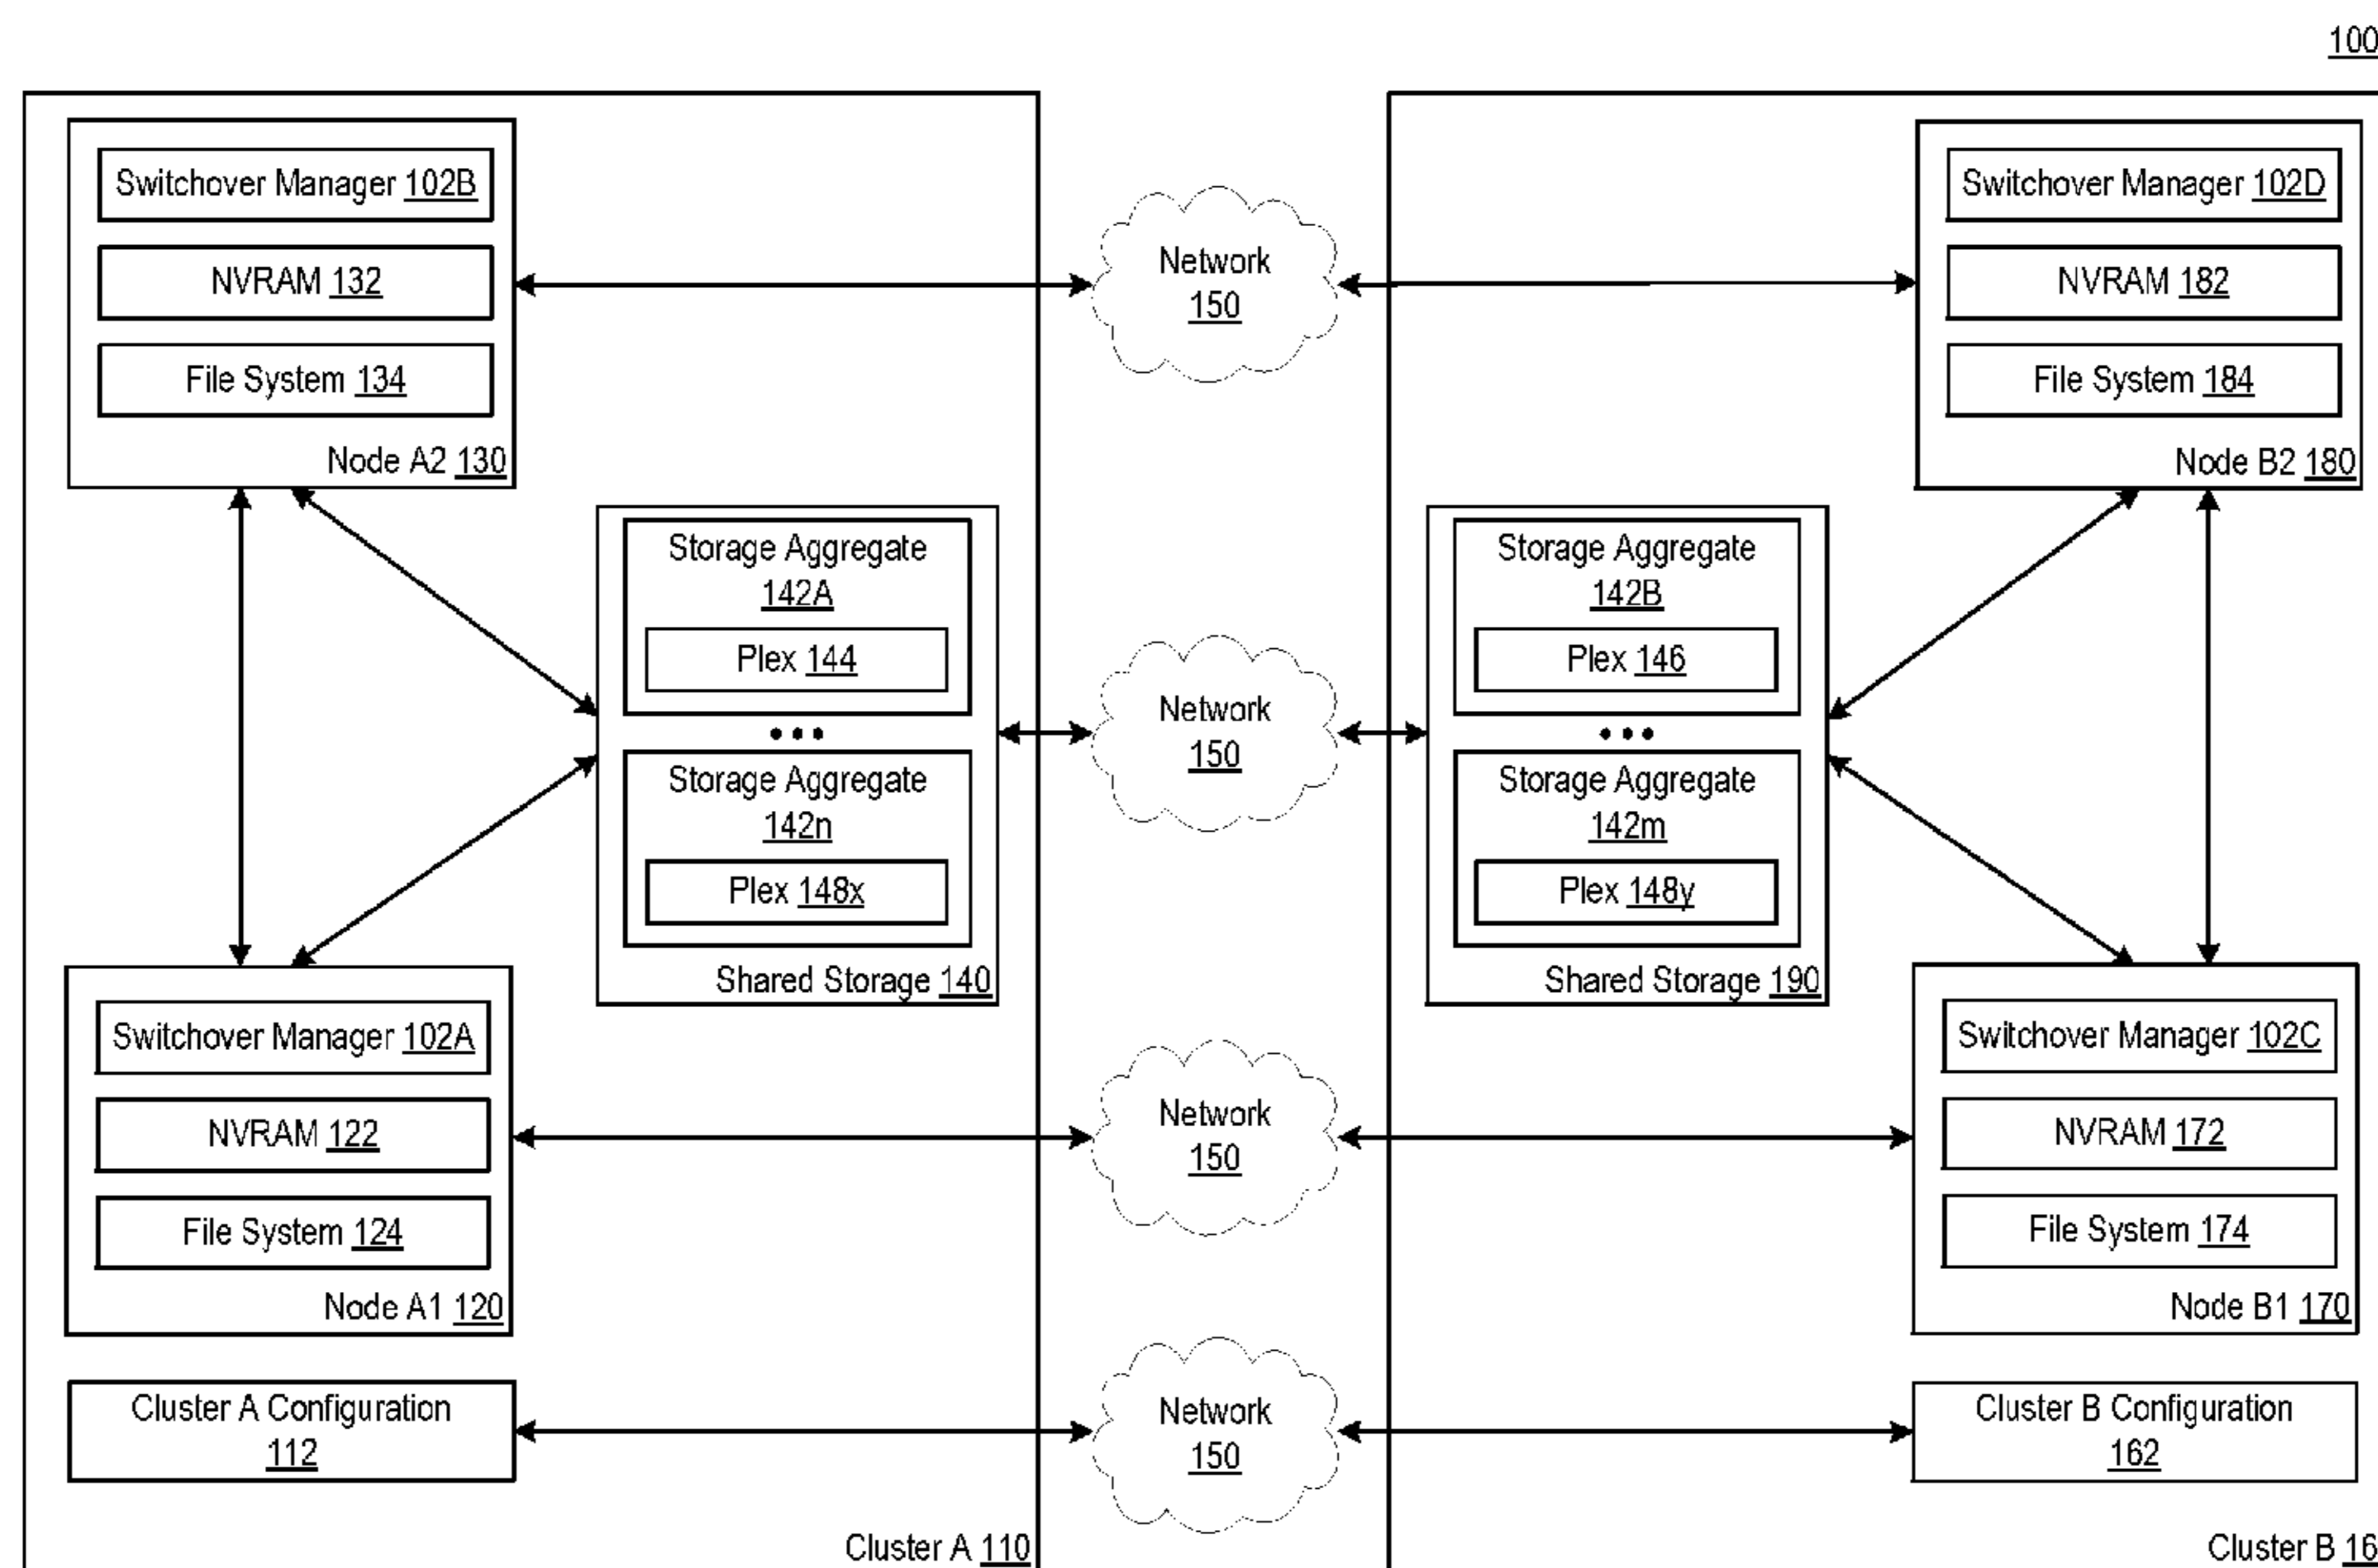 100
Switchover Manager 102B
NVRAM 132
File System 134
Node A2 130
Network
150
Switchover Manager 102D
NVRAM 182
File System 184
Node B2 180
Storage Aggregate
142A
Plex 144
•••
Storage Aggregate
142n
Plex 148x
Shared Storage 140
Network
150
Storage Aggregate
142B
Plex 146
•••
Storage Aggregate
142m
Plex 148y
Shared Storage 190
Switchover Manager 102A
NVRAM 122
File System 124
Node A1 120
Network
150
Switchover Manager 102C
NVRAM 172
File System 174
Node B1 170
Cluster A Configuration
112
Network
150
Cluster B Configuration
162
Cluster A 110
Cluster B 16